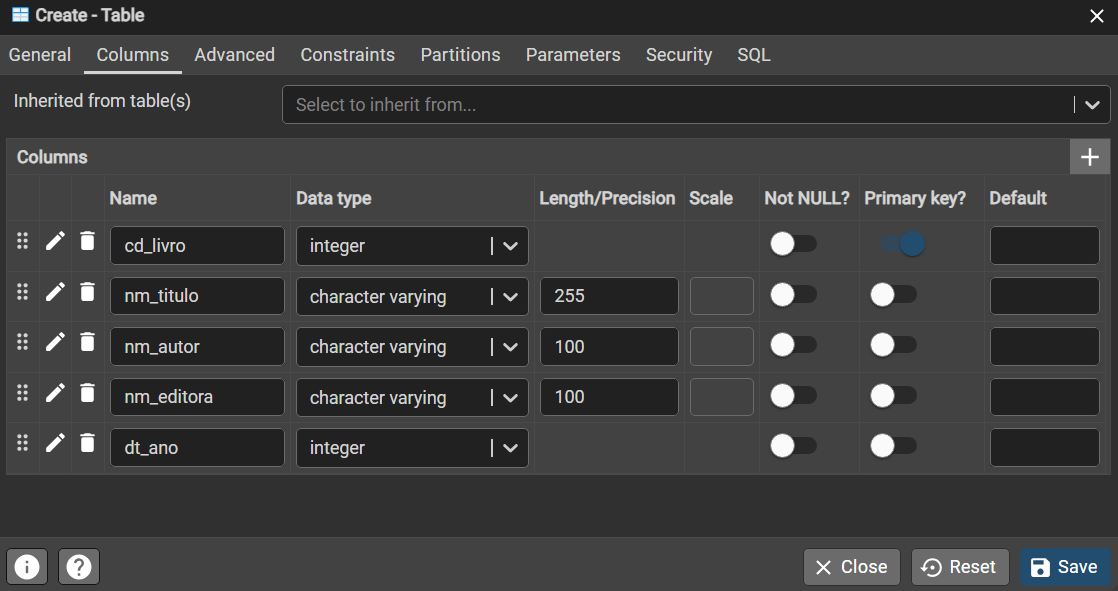 Create - Table
General Columns Advanced Constraints Partitions Parameters Security SQL
Inherited from table(s) Select to inherit from...
Columns
Name Data type Length/Precision Scale Not NULL? Primary key? Default
cd_livro integer
nm_titulo character varying 255
nm_autor character varying 100
nm_editora character varying 100
dt_ano integer
Close Reset Save